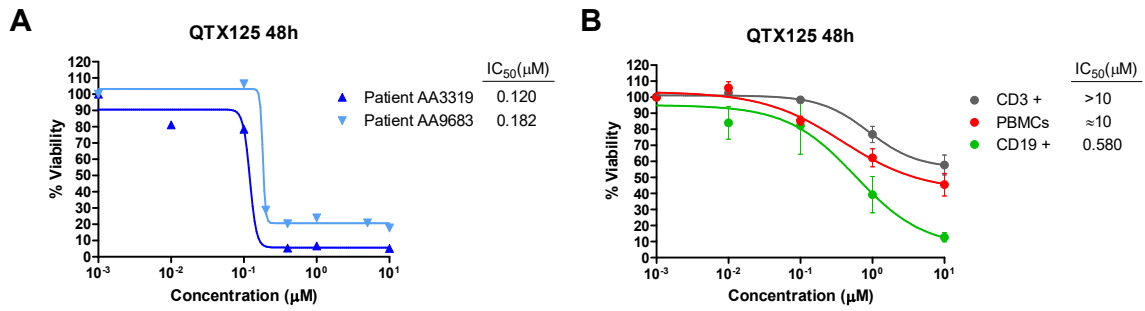 A
QTX125 48h
IC50(μM)
Patient AA3319 0.120
Patient AA9683 0.182
% Viability
120
110
100
90
80
70
60
50
40
30
20
10
0
10-3 10-2 10-1 100 101
Concentration (μM)
B
QTX125 48h
IC50(μM)
CD3 + >10
PBMCs ≈10
CD19 + 0.580
% Viability
120
110
100
90
80
70
60
50
40
30
20
10
0
10-3 10-2 10-1 100 101
Concentration (μM)